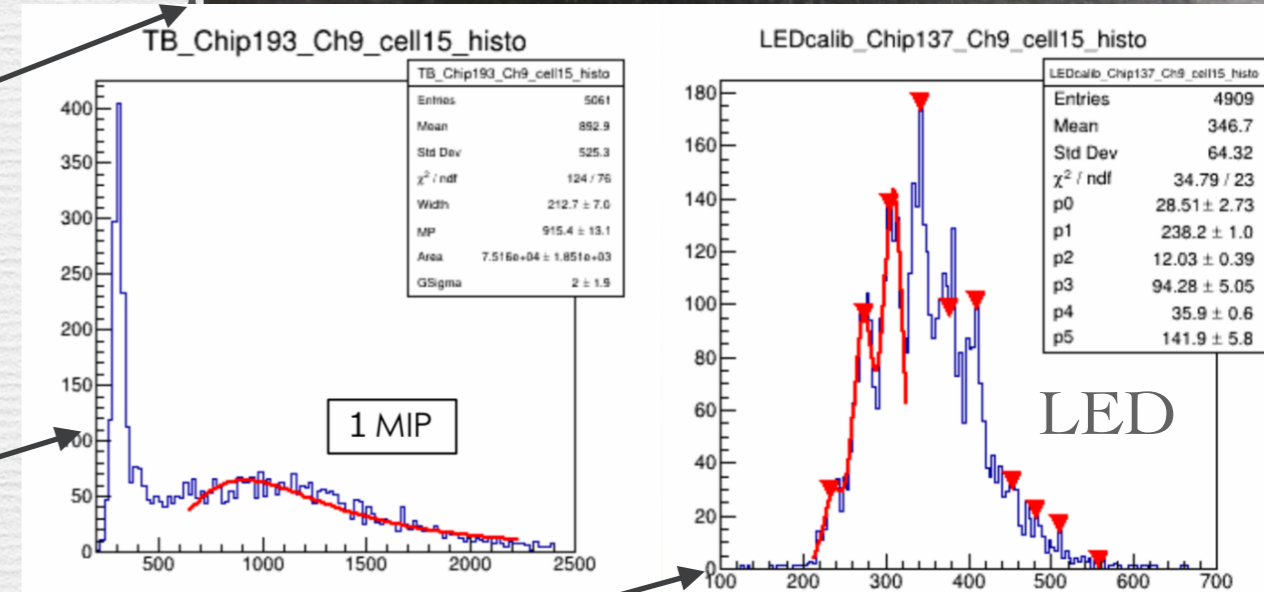 TB_Chip193_Ch9_cell15_histo
TB_Chip193_Ch9_cell15_histo
Entries 5061
Mean 892.9
Std Dev 525.3
χ² / ndf 124 / 76
Width 212.7 ± 7.0
MP 915.4 ± 13.1
Area 7.516e+04 ± 1.851e+03
GSigma 2 ± 1.9
400
350
300
250
200
150
100
50
0
1 MIP
500 1000 1500 2000 2500
LEDcalib_Chip137_Ch9_cell15_histo
LEDcalib_Chip137_Ch9_cell15_histo
Entries 4909
Mean 346.7
Std Dev 64.32
χ² / ndf 34.79 / 23
p0 28.51 ± 2.73
p1 238.2 ± 1.0
p2 12.03 ± 0.39
p3 94.28 ± 5.05
p4 35.9 ± 0.6
p5 141.9 ± 5.8
180
160
140
120
100
80
60
40
20
0
LED
100 200 300 400 500 600 700